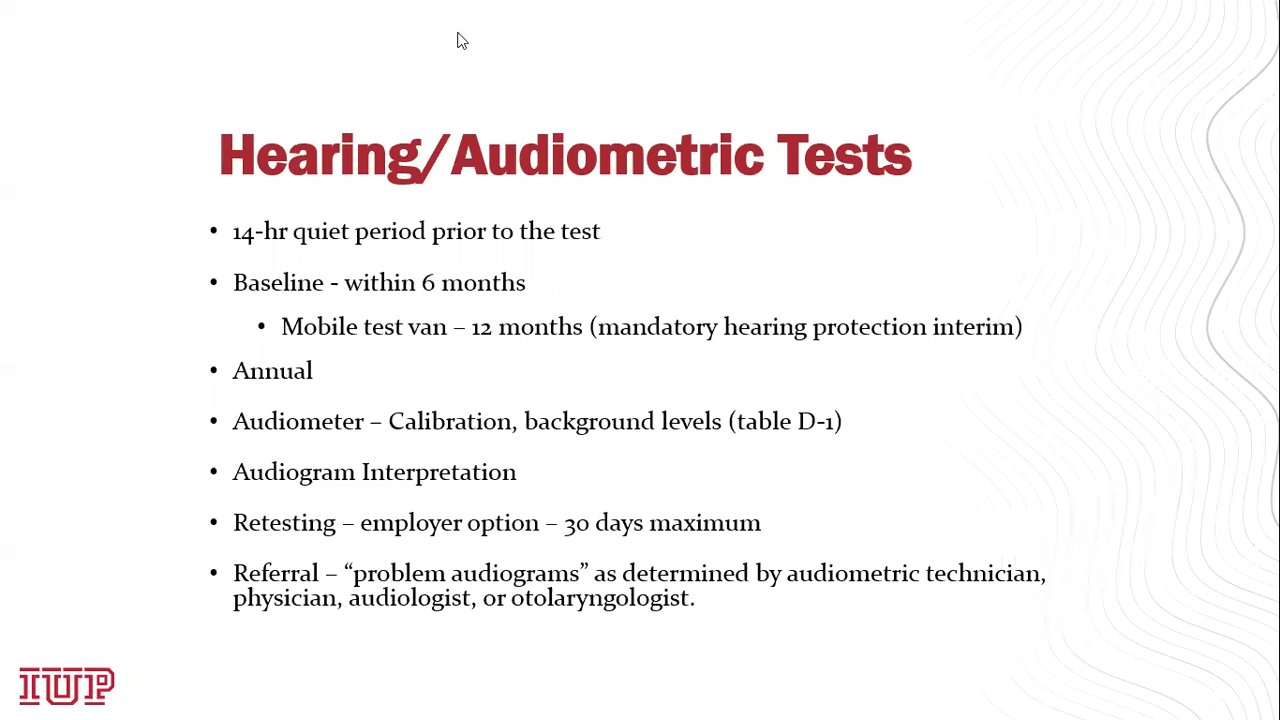 Hearing/Audiometric Tests
• 14-hr quiet period prior to the test
• Baseline - within 6 months
• Mobile test van – 12 months (mandatory hearing protection interim)
• Annual
• Audiometer – Calibration, background levels (table D-1)
• Audiogram Interpretation
• Retesting – employer option – 30 days maximum
• Referral – “problem audiograms” as determined by audiometric technician,
physician, audiologist, or otolaryngologist.
IUP